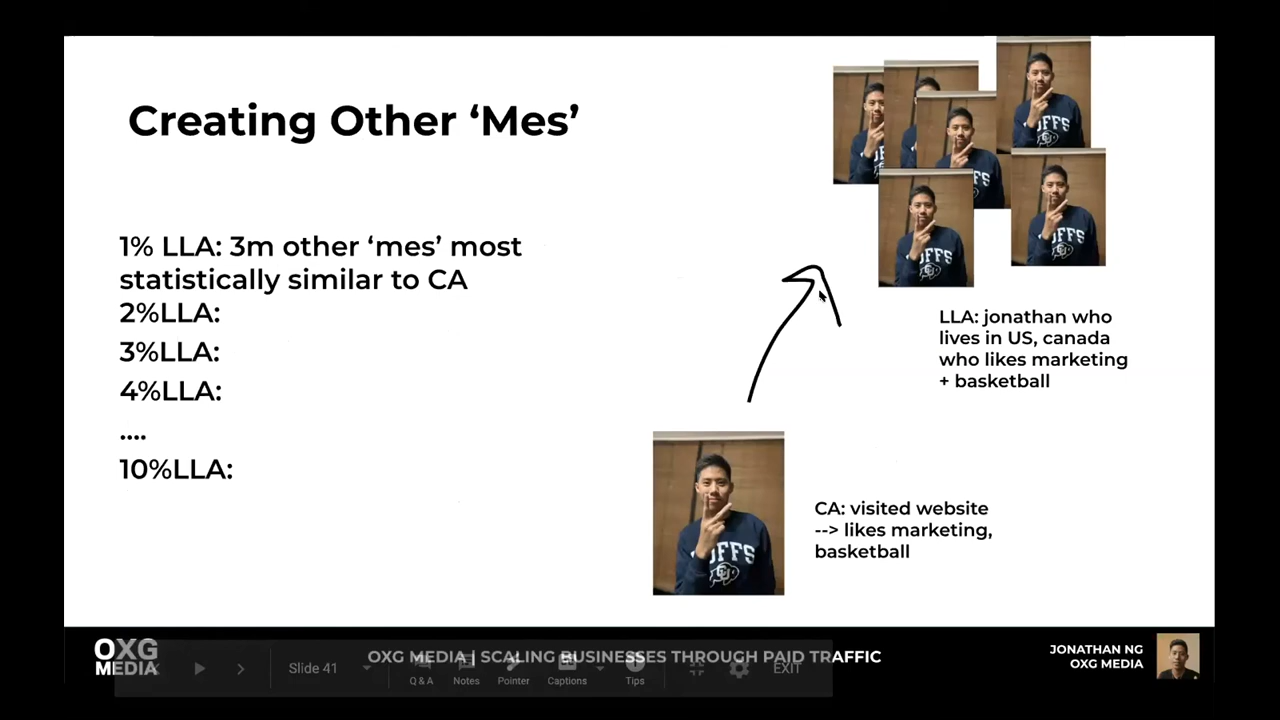 Creating Other ‘Mes’
1% LLA: 3m other ‘mes’ most
statistically similar to CA
2%LLA:
3%LLA:
4%LLA:
....
10%LLA:
UFFS
CU
LLA: jonathan who
lives in US, canada
who likes marketing
+ basketball
CA: visited website
--> likes marketing,
basketball
OXG
MEDIA
OXG MEDIA | SCALING BUSINESSES THROUGH PAID TRAFFIC
JONATHAN NG
OXG MEDIA
Slide 41
Q & A
Notes
Pointer
Captions
Tips
EXIT